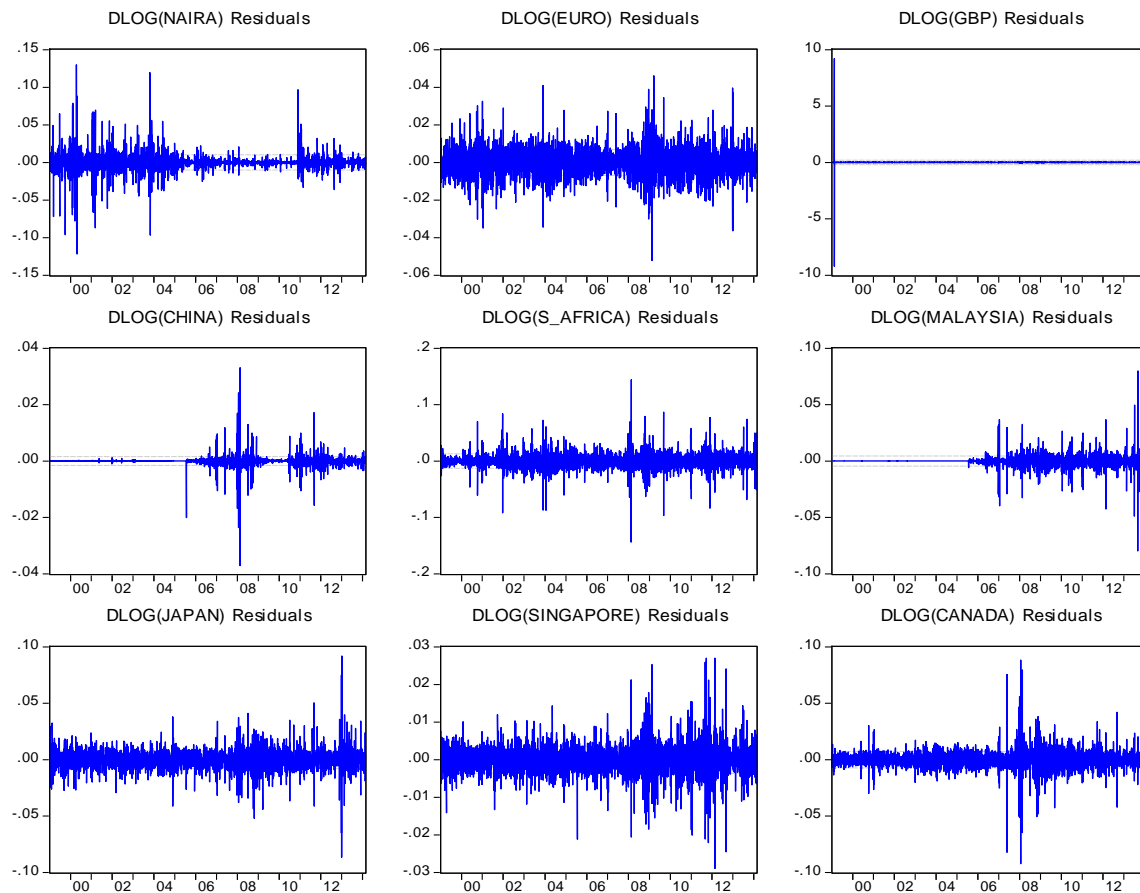 DLOG(NAIRA) Residuals
.15
.10
.05
.00
-.05
-.10
-.15
00 02 04 06 08 10 12
DLOG(EURO) Residuals
.06
.04
.02
.00
-.02
-.04
-.06
00 02 04 06 08 10 12
DLOG(GBP) Residuals
10
5
0
-5
-10
00 02 04 06 08 10 12
DLOG(CHINA) Residuals
.04
.02
.00
-.02
-.04
00 02 04 06 08 10 12
DLOG(S_AFRICA) Residuals
.2
.1
.0
-.1
-.2
00 02 04 06 08 10 12
DLOG(MALAYSIA) Residuals
.10
.05
.00
-.05
-.10
00 02 04 06 08 10 12
DLOG(JAPAN) Residuals
.10
.05
.00
-.05
-.10
00 02 04 06 08 10 12
DLOG(SINGAPORE) Residuals
.03
.02
.01
.00
-.01
-.02
-.03
00 02 04 06 08 10 12
DLOG(CANADA) Residuals
.10
.05
.00
-.05
-.10
00 02 04 06 08 10 12